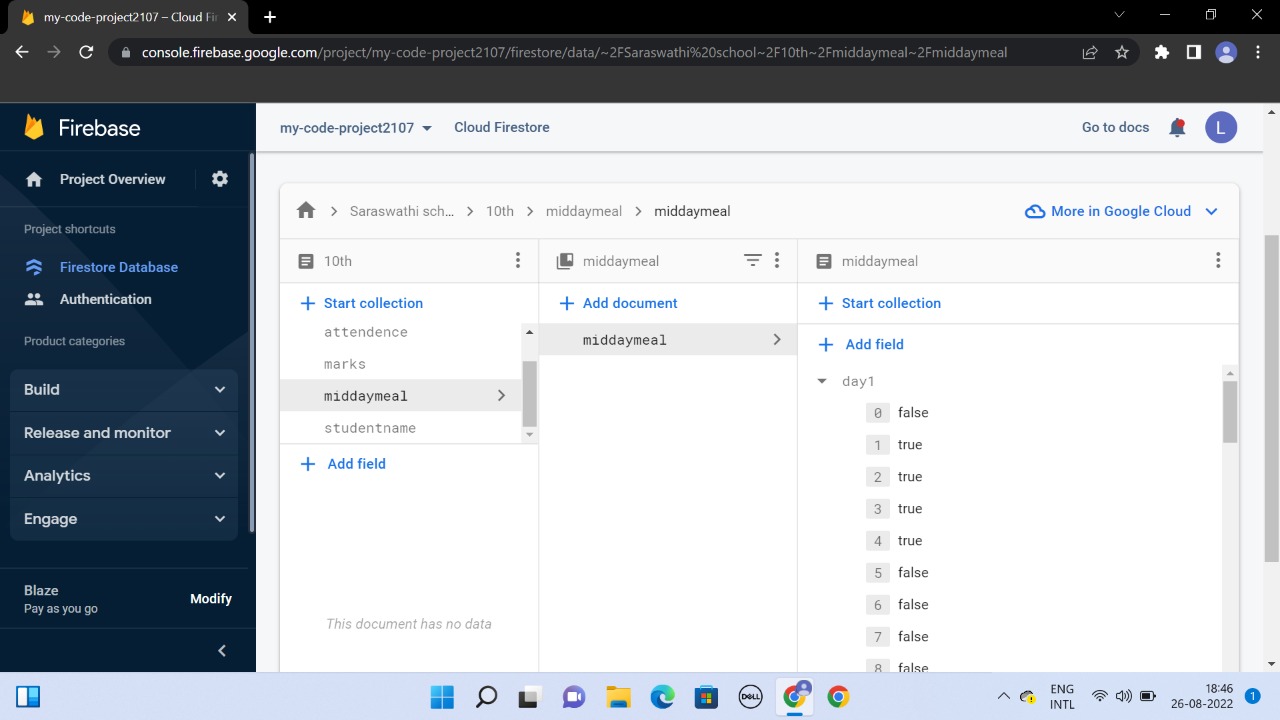 my-code-project2107 – Cloud Fir
console.firebase.google.com/project/my-code-project2107/firestore/data/~2FSaraswathi%20school~2F10th~2Fmiddaymeal~2Fmiddaymeal
Firebase
my-code-project2107
Cloud Firestore
Go to docs
L
Project Overview
Project shortcuts
Firestore Database
Authentication
Product categories
Build
Release and monitor
Analytics
Engage
Blaze
Pay as you go
Modify
Saraswathi sch... > 10th > middaymeal > middaymeal
More in Google Cloud
10th
Start collection
attendence
marks
middaymeal
studentname
Add field
This document has no data
middaymeal
Add document
middaymeal
middaymeal
Start collection
Add field
day1
0 false
1 true
2 true
3 true
4 true
5 false
6 false
7 false
8 false
DELL
ENG
INTL
18:46
26-08-2022
1